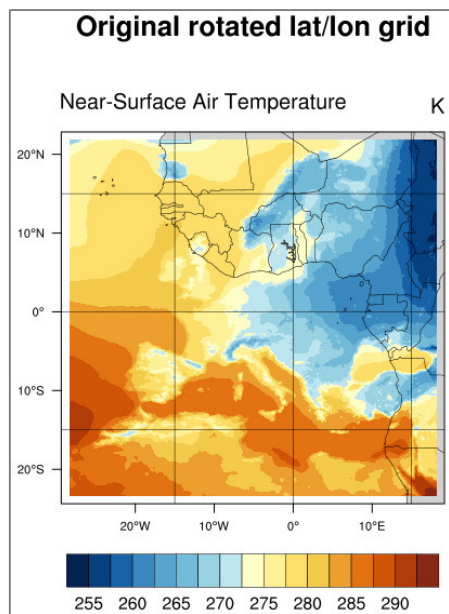 Original rotated lat/lon grid
Near-Surface Air Temperature K
20°N
10°N
0°
10°S
20°S
20°W 10°W 0° 10°E
255 260 265 270 275 280 285 290